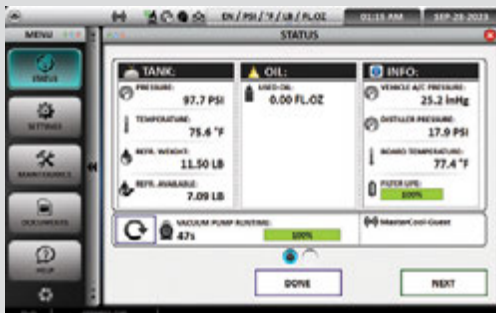 EN / PSI / °F / LB / FL.OZ
01:15 AM
SEP-28-2023
MENU
STATUS
STATUS
SETTINGS
MAINTENANCE
DOCUMENTS
HELP
TANK:
PRESSURE:
97.7 PSI
TEMPERATURE:
75.6 °F
REFR. WEIGHT:
11.50 LB
REFR. AVAILABLE:
7.09 LB
OIL:
USED OIL:
0.00 FL.OZ
INFO:
VEHICLE A/C PRESSURE:
25.2 inHg
DISTILLER PRESSURE:
17.9 PSI
BOARD TEMPERATURE:
77.4 °F
FILTER LIFE:
100%
VACUUM PUMP RUNTIME:
47s
100%
MasterCool-Guest
DONE
NEXT